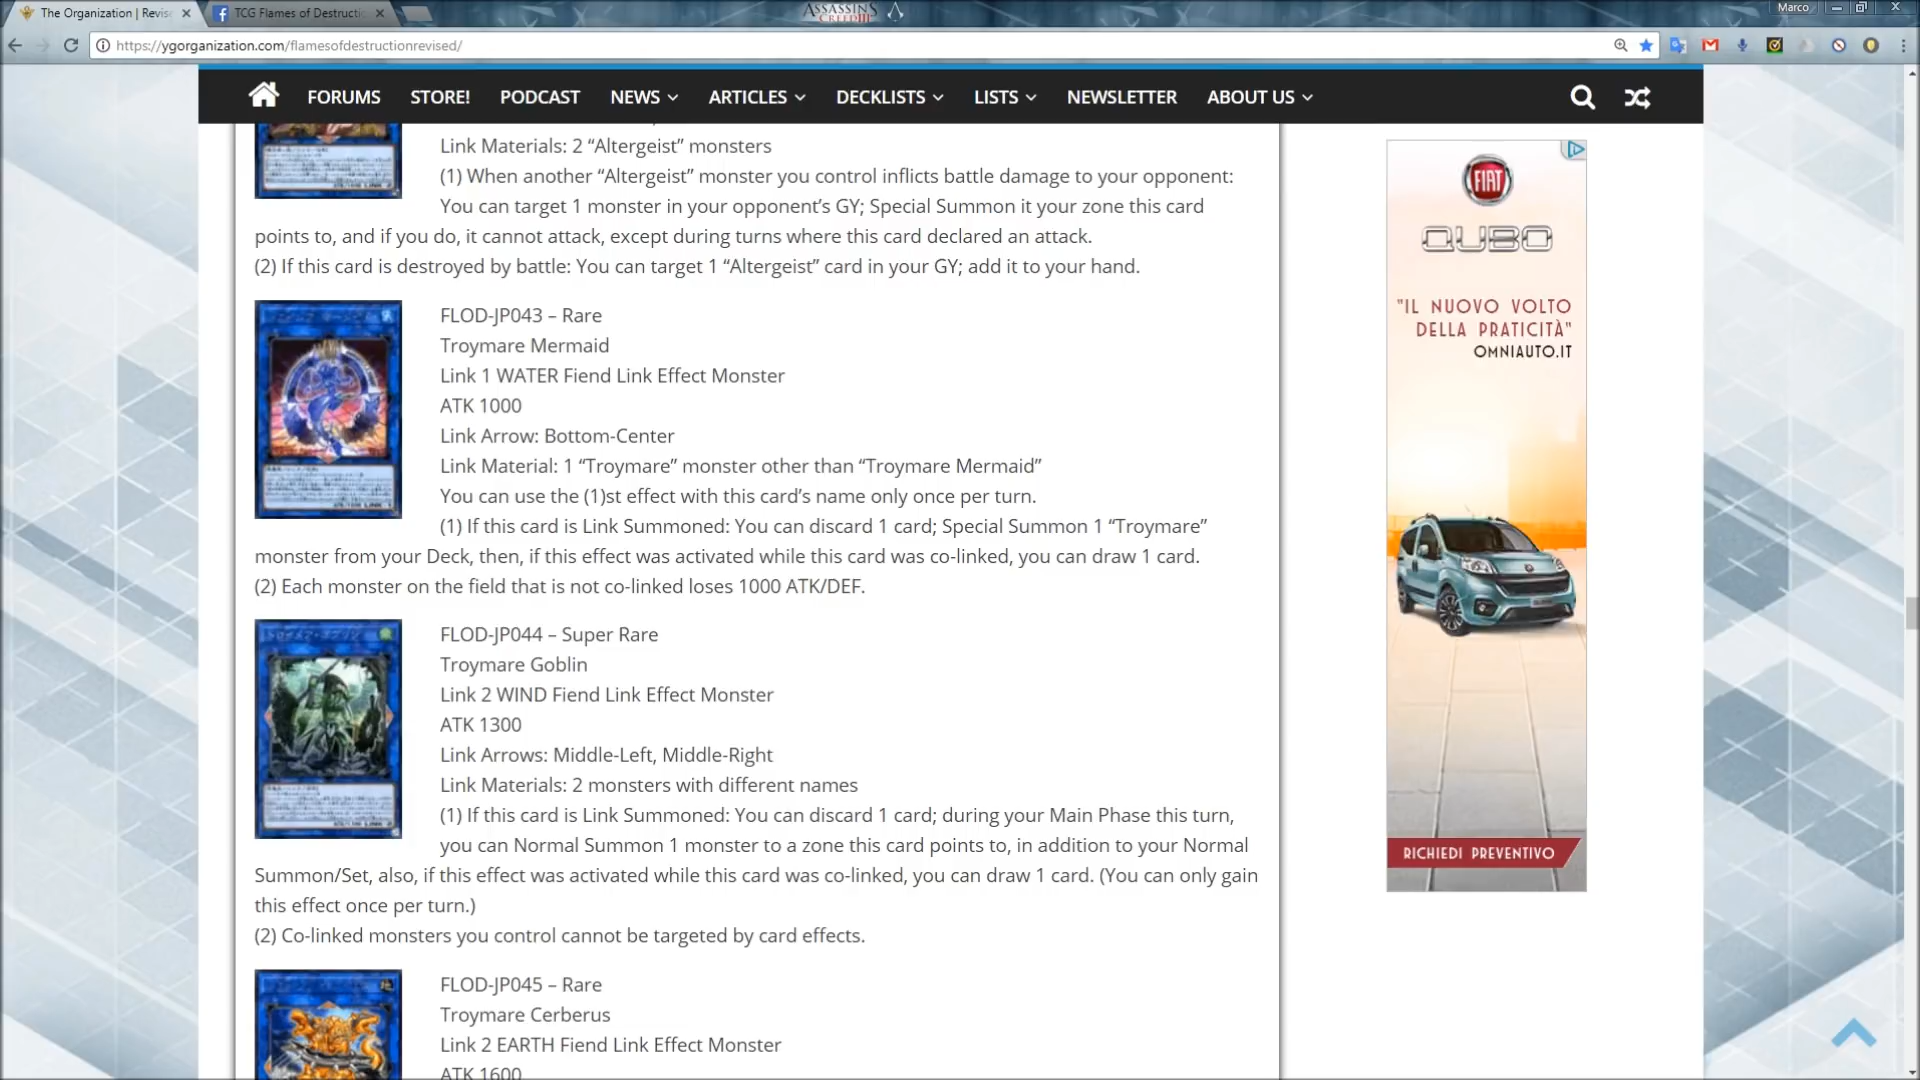 The Organization | Revise
TCG Flames of Destructi
ASSASSIN'S
CREED III
Marco
https://ygorganization.com/flamesofdestructionrevised/
FORUMS STORE! PODCAST NEWS ARTICLES DECKLISTS LISTS NEWSLETTER ABOUT US
Link Materials: 2 “Altergeist” monsters
(1) When another “Altergeist” monster you control inflicts battle damage to your opponent:
You can target 1 monster in your opponent’s GY; Special Summon it your zone this card
points to, and if you do, it cannot attack, except during turns where this card declared an attack.
(2) If this card is destroyed by battle: You can target 1 “Altergeist” card in your GY; add it to your hand.
FLOD-JP043 – Rare
Troymare Mermaid
Link 1 WATER Fiend Link Effect Monster
ATK 1000
Link Arrow: Bottom-Center
Link Material: 1 “Troymare” monster other than “Troymare Mermaid”
You can use the (1)st effect with this card’s name only once per turn.
(1) If this card is Link Summoned: You can discard 1 card; Special Summon 1 “Troymare”
monster from your Deck, then, if this effect was activated while this card was co-linked, you can draw 1 card.
(2) Each monster on the field that is not co-linked loses 1000 ATK/DEF.
FLOD-JP044 – Super Rare
Troymare Goblin
Link 2 WIND Fiend Link Effect Monster
ATK 1300
Link Arrows: Middle-Left, Middle-Right
Link Materials: 2 monsters with different names
(1) If this card is Link Summoned: You can discard 1 card; during your Main Phase this turn,
you can Normal Summon 1 monster to a zone this card points to, in addition to your Normal
Summon/Set, also, if this effect was activated while this card was co-linked, you can draw 1 card. (You can only gain
this effect once per turn.)
(2) Co-linked monsters you control cannot be targeted by card effects.
FLOD-JP045 – Rare
Troymare Cerberus
Link 2 EARTH Fiend Link Effect Monster
ATK 1600
FIAT
QUBO
"IL NUOVO VOLTO
DELLA PRATICITÀ"
OMNIAUTO.IT
RICHIEDI PREVENTIVO